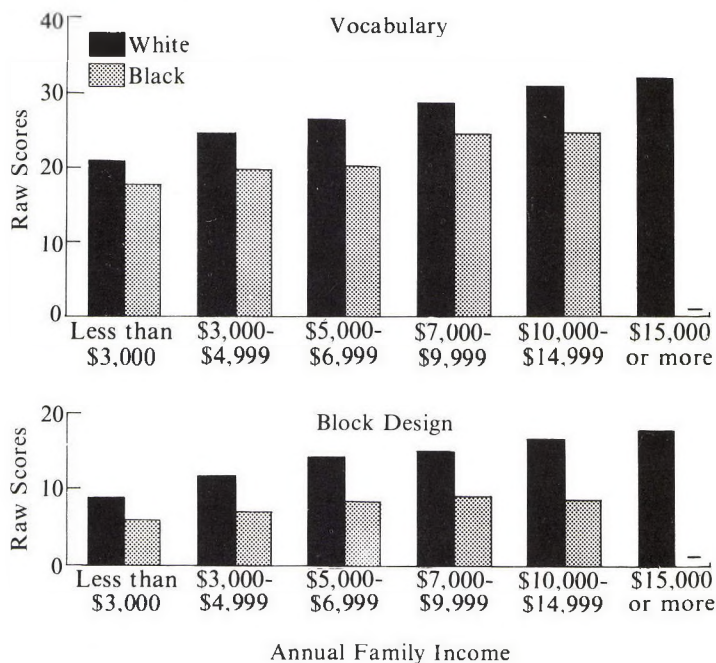 Vocabulary
White
Black
Raw Scores
40
30
20
10
0
Less than $3,000-  $5,000-  $7,000-  $10,000-  $15,000
$3,000  $4,999  $6,999  $9,999  $14,999  or more
Block Design
Raw Scores
20
10
0
Less than $3,000-  $5,000-  $7,000-  $10,000-  $15,000
$3,000  $4,999  $6,999  $9,999  $14,999  or more
Annual Family Income